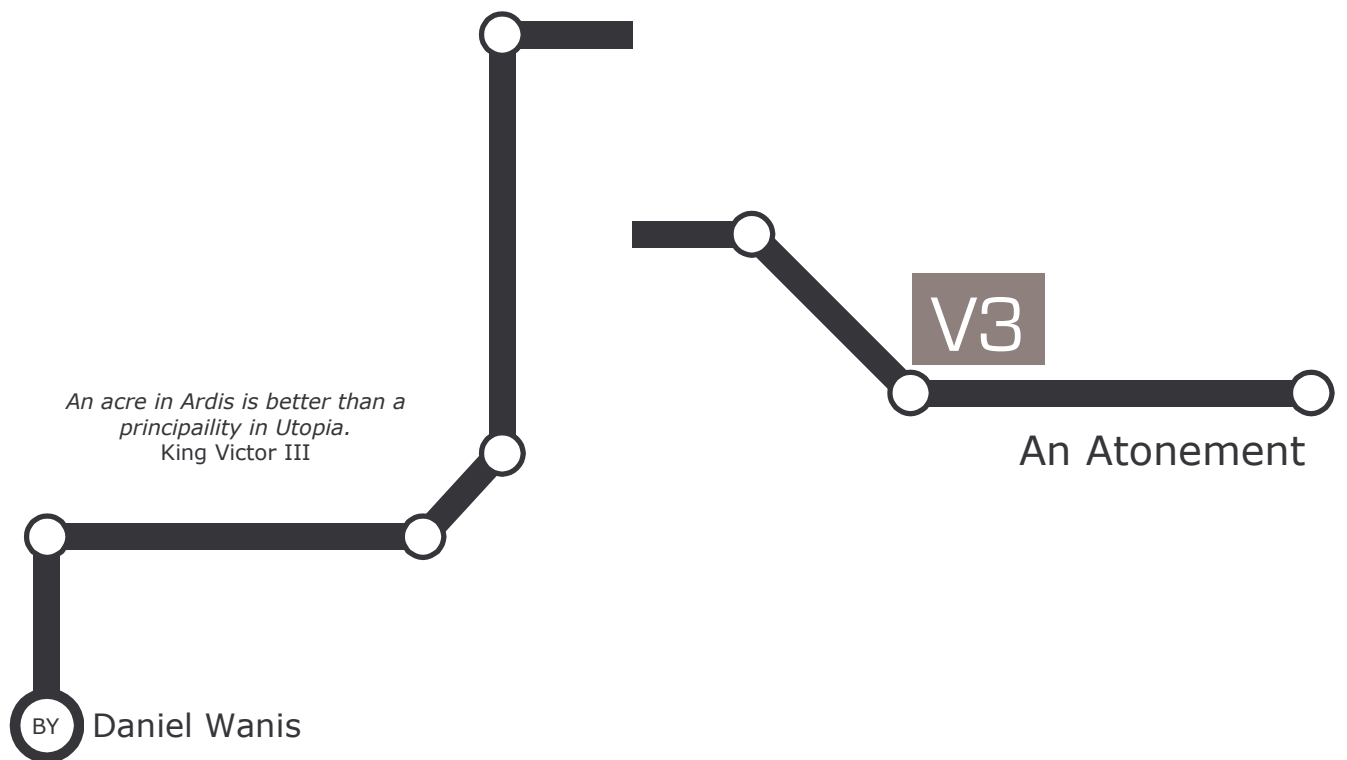 An acre in Ardis is better than a
principaility in Utopia.
King Victor III
BY Daniel Wanis
V3
An Atonement